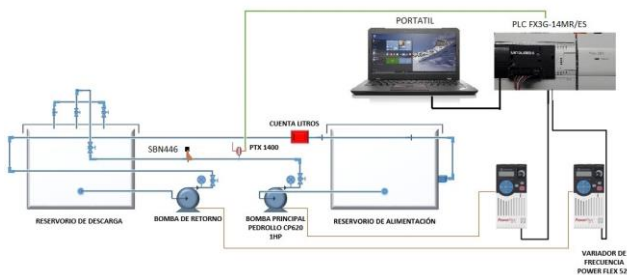 PORTATIL
PLC FX3G-14MR/ES
CUENTA LITROS
SBN446
PTX 1400
RESERVORIO DE DESCARGA
BOMBA DE RETORNO
BOMBA PRINCIPAL
PEDROLLO CP620
1HP
RESERVORIO DE ALIMENTACIÓN
VARIADOR DE
FRECUENCIA
POWER FLEX 52